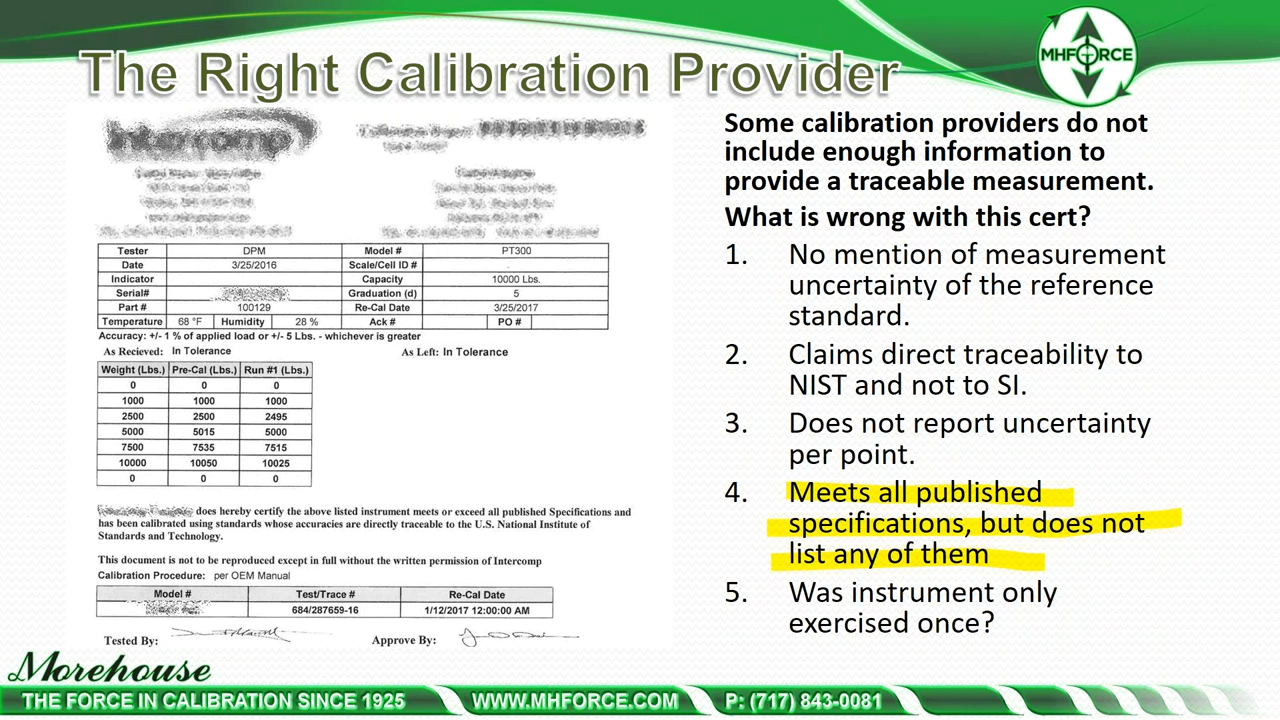 The Right Calibration Provider
MHFORCE
Some calibration providers do not
include enough information to
provide a traceable measurement.
What is wrong with this cert?
1. No mention of measurement
uncertainty of the reference
standard.
2. Claims direct traceability to
NIST and not to SI.
3. Does not report uncertainty
per point.
4. Meets all published
specifications, but does not
list any of them
5. Was instrument only
exercised once?
Tester DPM Model # PT300
Date 3/25/2016 Scale/Cell ID #
Indicator Capacity 10000 Lbs.
Serial# Graduation (d) 5
Part # 100129 Re-Cal Date 3/25/2017
Temperature 68 °F Humidity 28 % Ack # PO #
Accuracy: +/- 1 % of applied load or +/- 5 Lbs. - whichever is greater
As Recieved: In Tolerance As Left: In Tolerance
Weight (Lbs.) Pre-Cal (Lbs.) Run #1 (Lbs.)
0 0 0
1000 1000 1000
2500 2500 2495
5000 5015 5000
7500 7535 7515
10000 10050 10025
0 0 0
does hereby certify the above listed instrument meets or exceed all published Specifications and
has been calibrated using standards whose accuracies are directly traceable to the U.S. National Institute of
Standards and Technology.
This document is not to be reproduced except in full without the written permission of Intercomp
Calibration Procedure: per OEM Manual
Model # Test/Trace # Re-Cal Date
684/287659-16 1/12/2017 12:00:00 AM
Tested By: Approve By:
Morehouse
THE FORCE IN CALIBRATION SINCE 1925 WWW.MHFORCE.COM P: (717) 843-0081